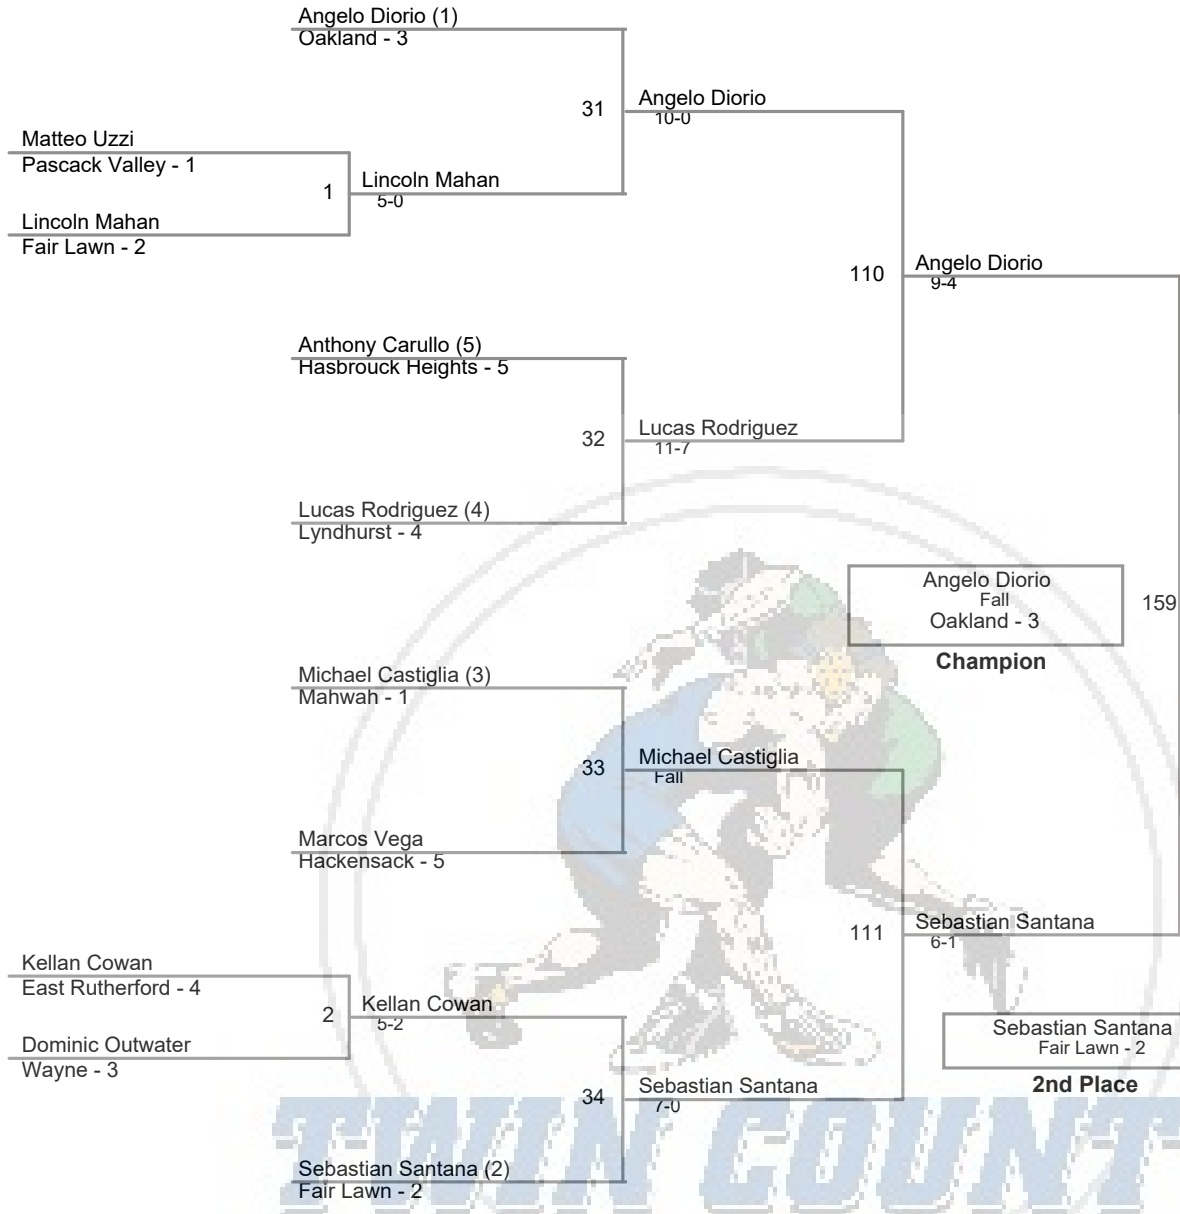 Angelo Diorio (1)
Oakland - 3
31
Angelo Diorio
10-0
Matteo Uzzi
Pascack Valley - 1
1
Lincoln Mahan
5-0
Lincoln Mahan
Fair Lawn - 2
110
Angelo Diorio
9-4
Anthony Carullo (5)
Hasbrouck Heights - 5
32
Lucas Rodriguez
11-7
Lucas Rodriguez (4)
Lyndhurst - 4
Angelo Diorio
Fall
Oakland - 3
159
Champion
Michael Castiglia (3)
Mahwah - 1
33
Michael Castiglia
Fall
Marcos Vega
Hackensack - 5
111
Sebastian Santana
6-1
Kellan Cowan
East Rutherford - 4
2
Kellan Cowan
5-2
Dominic Outwater
Wayne - 3
Sebastian Santana
Fair Lawn - 2
2nd Place
34
Sebastian Santana
7-0
Sebastian Santana (2)
Fair Lawn - 2
TWIN COUNT